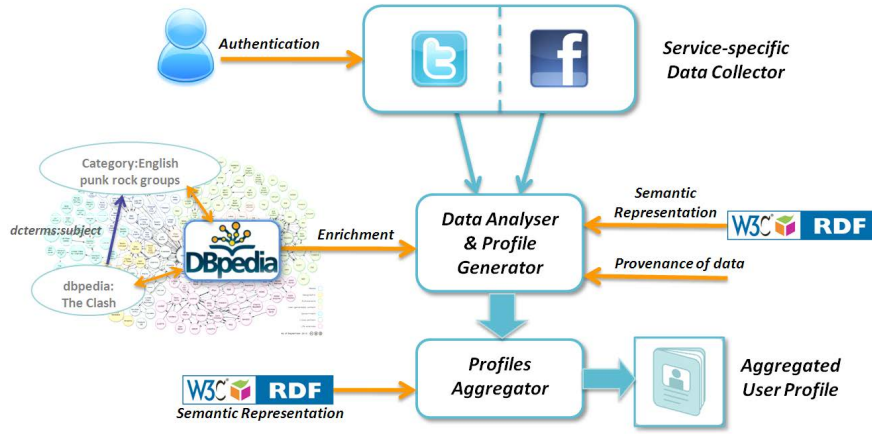 Authentication
Service-specific
Data Collector
Category:English
punk rock groups
dcterms:subject
DBpedia
dbpedia:
The Clash
Enrichment
Data Analyser
& Profile
Generator
Semantic
Representation
W3C RDF
Provenance of data
Profiles
Aggregator
Aggregated
User Profile
W3C RDF
Semantic Representation